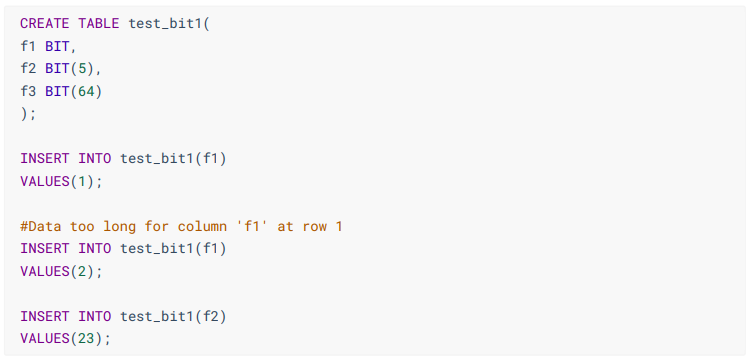 CREATE TABLE test_bit1(
f1 BIT,
f2 BIT(5),
f3 BIT(64)
);
INSERT INTO test_bit1(f1)
VALUES(1);
#Data too long for column 'f1' at row 1
INSERT INTO test_bit1(f1)
VALUES(2);
INSERT INTO test_bit1(f2)
VALUES(23);